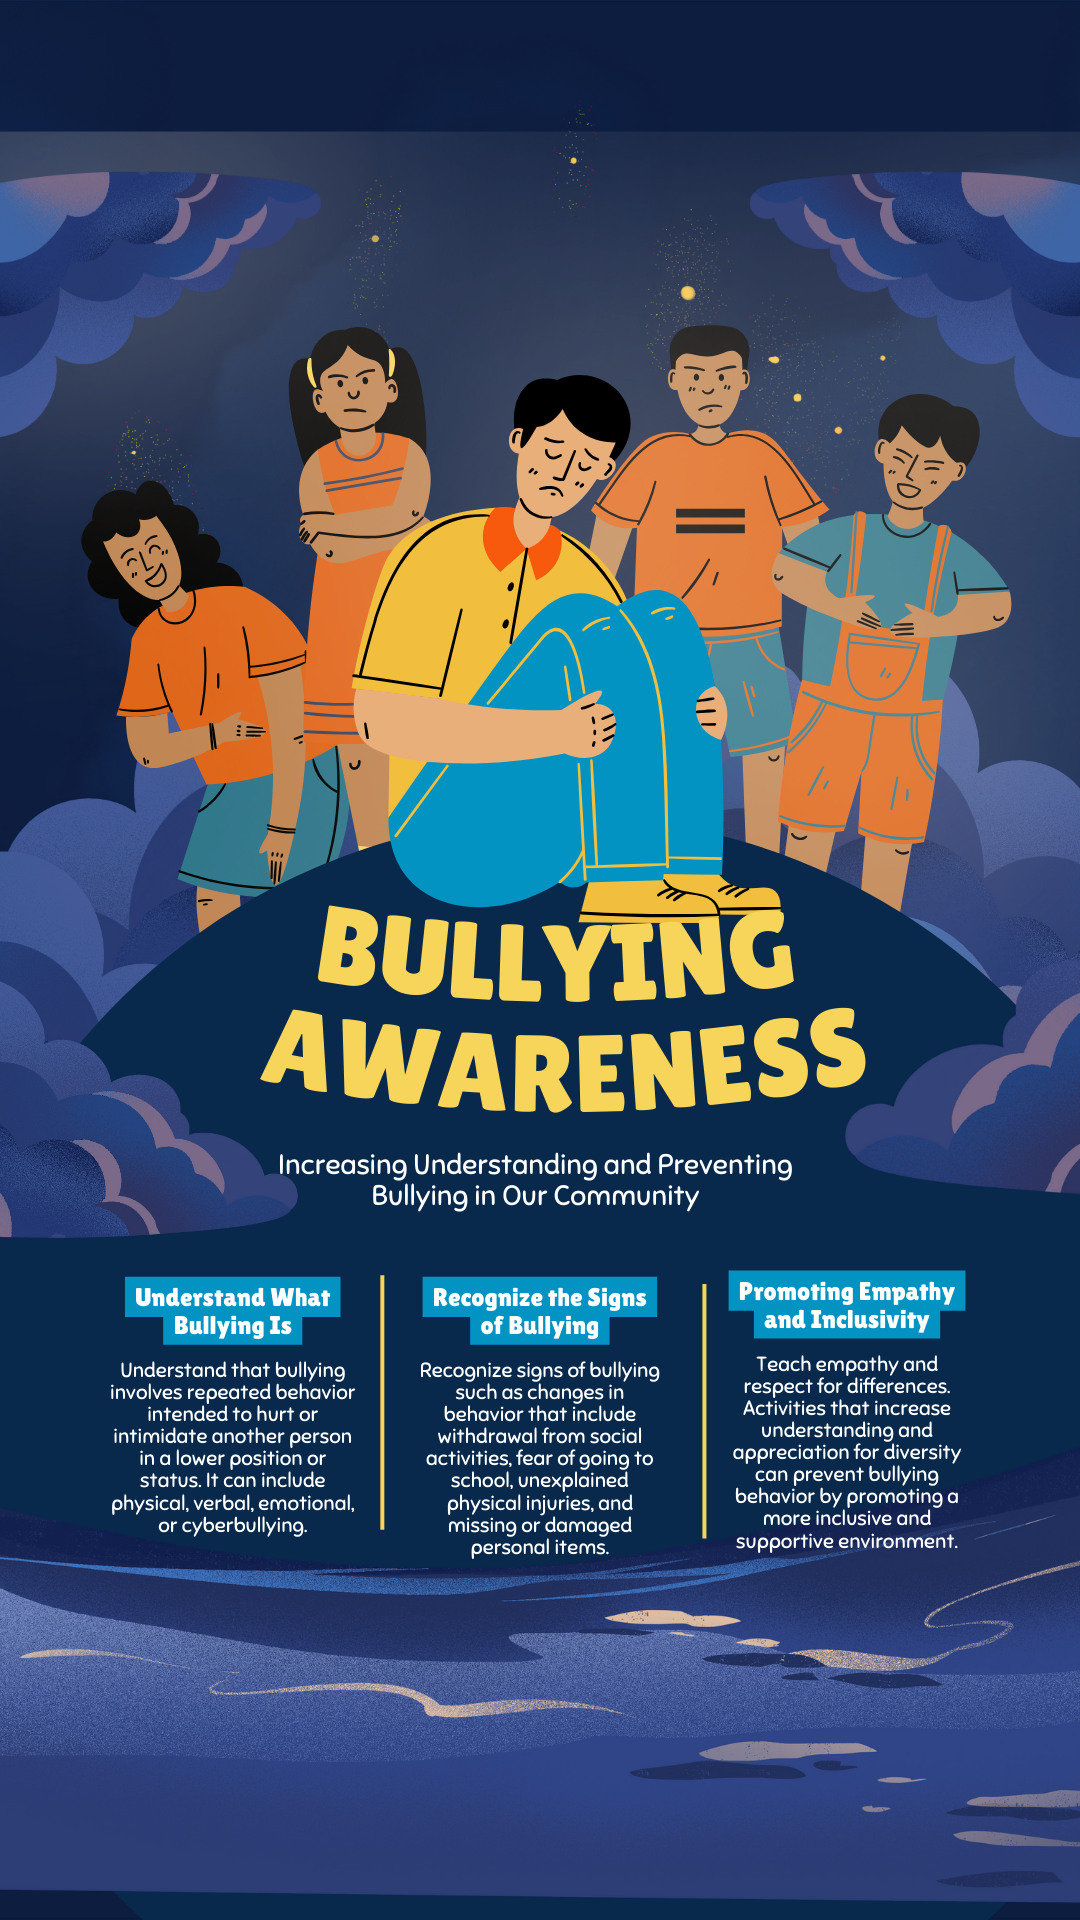 BULLYING
AWARENESS
Increasing Understanding and Preventing
Bullying in Our Community
Understand What
Bullying Is
Understand that bullying
involves repeated behavior
intended to hurt or
intimidate another person
in a lower position or
status. It can include
physical, verbal, emotional,
or cyberbullying.
Recognize the Signs
of Bullying
Recognize signs of bullying
such as changes in
behavior that include
withdrawal from social
activities, fear of going to
school, unexplained
physical injuries, and
missing or damaged
personal items.
Promoting Empathy
and Inclusivity
Teach empathy and
respect for differences.
Activities that increase
understanding and
appreciation for diversity
can prevent bullying
behavior by promoting a
more inclusive and
supportive environment.